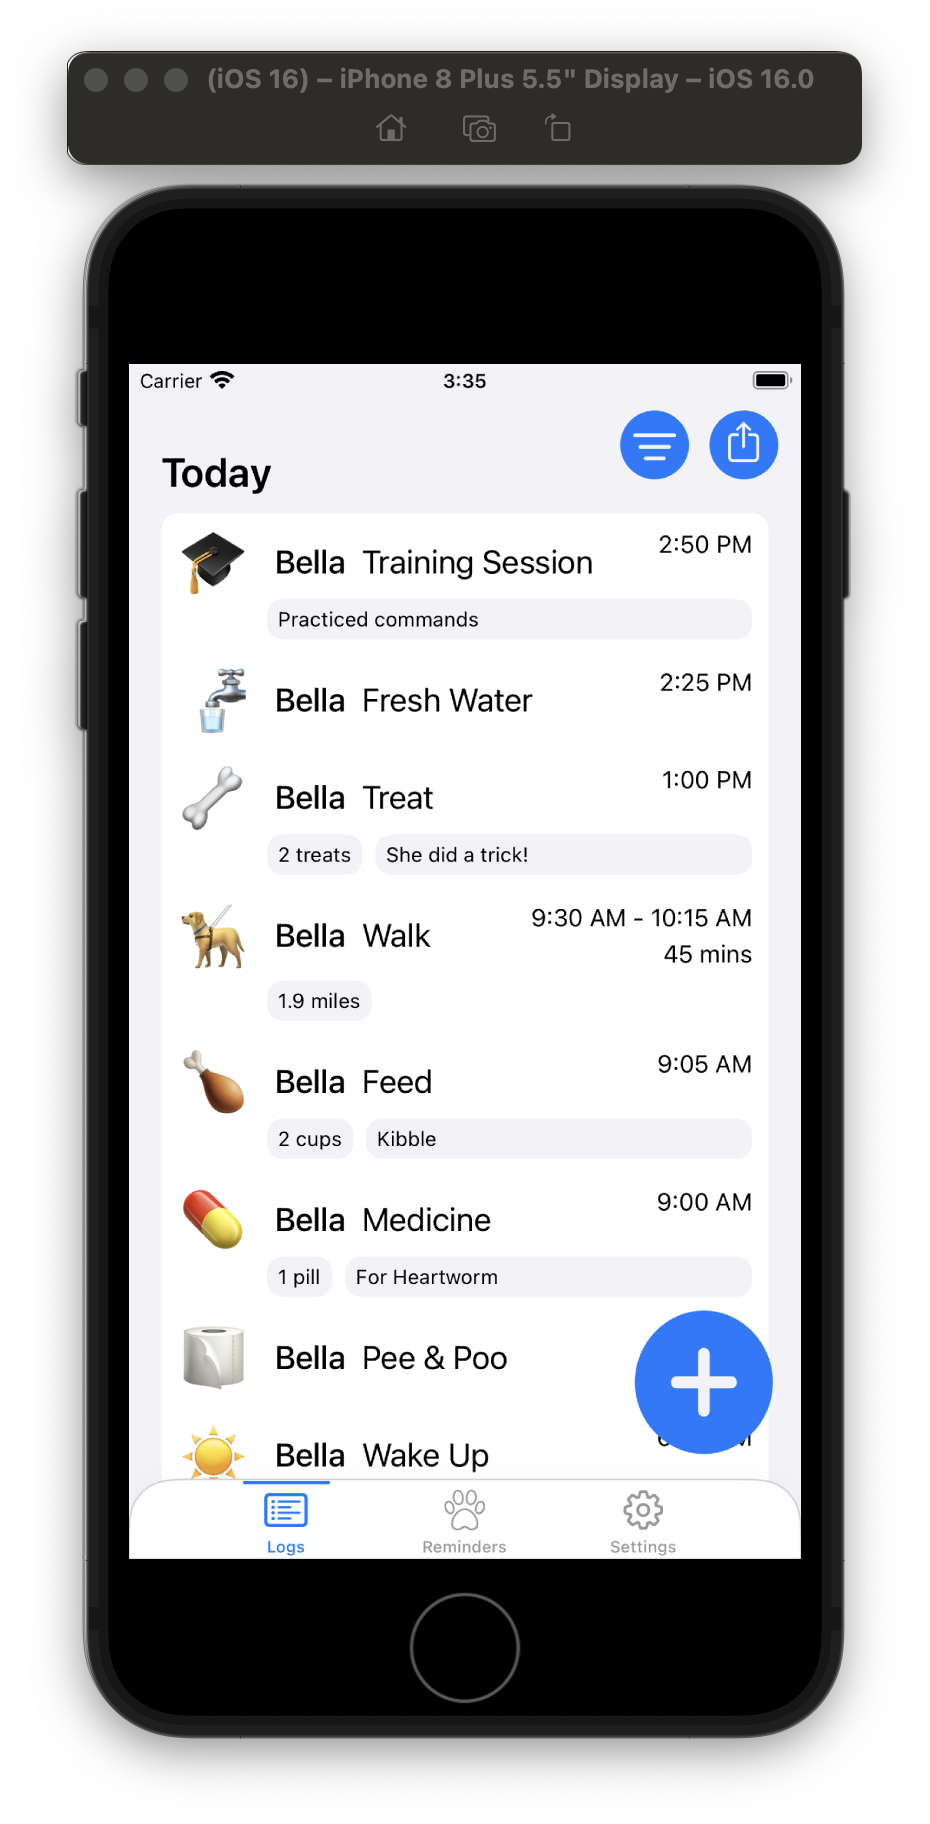 (iOS 16) – iPhone 8 Plus 5.5" Display – iOS 16.0
Carrier 3:35
Today
Bella Training Session 2:50 PM
Practiced commands
Bella Fresh Water 2:25 PM
Bella Treat 1:00 PM
2 treats She did a trick!
Bella Walk 9:30 AM - 10:15 AM
45 mins
1.9 miles
Bella Feed 9:05 AM
2 cups Kibble
Bella Medicine 9:00 AM
1 pill For Heartworm
Bella Pee & Poo
Bella Wake Up
Logs Reminders Settings